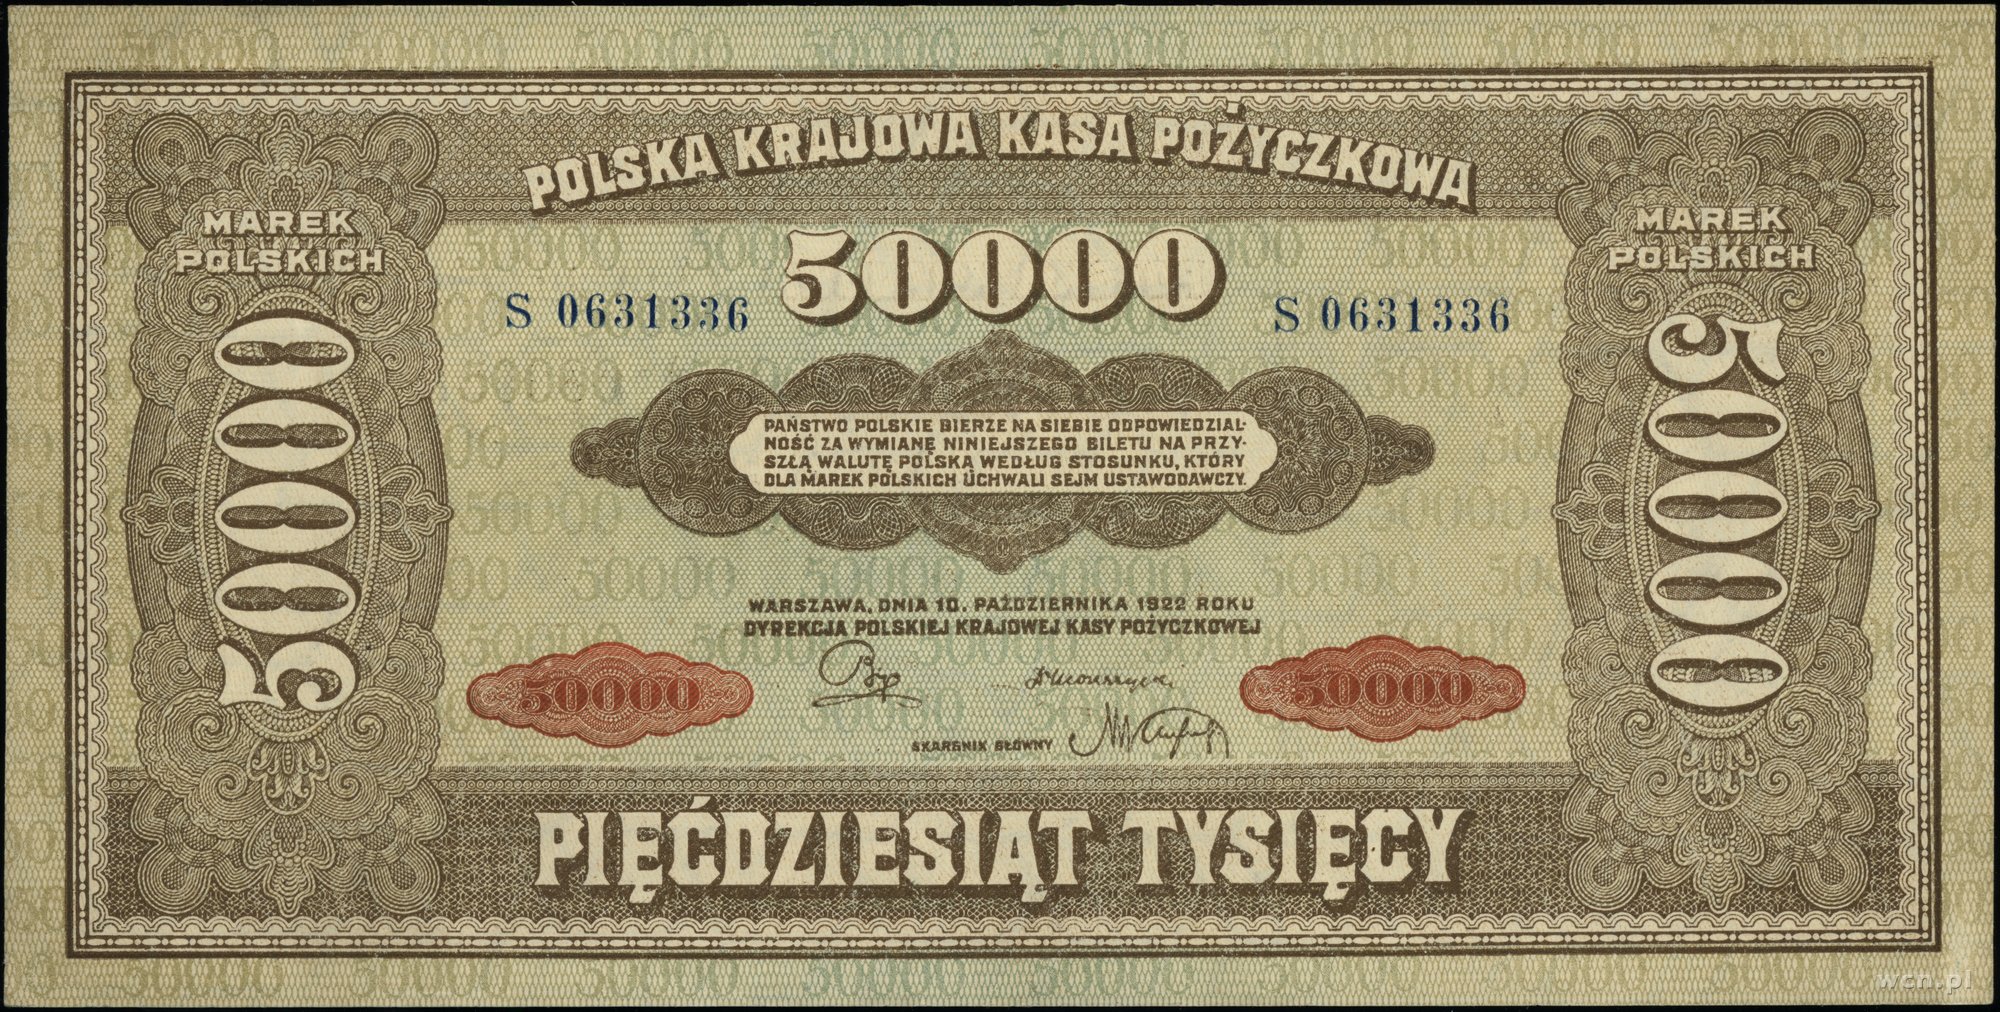 POLSKA KRAJOWA KASA POŻYCZKOWA
MAREK
POLSKICH
MAREK
POLSKICH
50000
S 0631336
S 0631336
50000
50000
PAŃSTWO POLSKIE BIERZE NA SIEBIE ODPOWIEDZIAL-
NOŚĆ ZA WYMIANĘ NINIEJSZEGO BILETU NA PRZY-
SZŁĄ WALUTĘ POLSKĄ WEDŁUG STOSUNKU, KTÓRY
DLA MAREK POLSKICH UCHWALI SEJM USTAWODAWCZY.
WARSZAWA, DNIA 10. PAŹDZIERNIKA 1922 ROKU
DYREKCJA POLSKIEJ KRAJOWEJ KASY POŻYCZKOWEJ
50000
50000
SKARBNIK GŁÓWNY
PIĘĆDZIESIĄT TYSIĘCY
wcn.pl